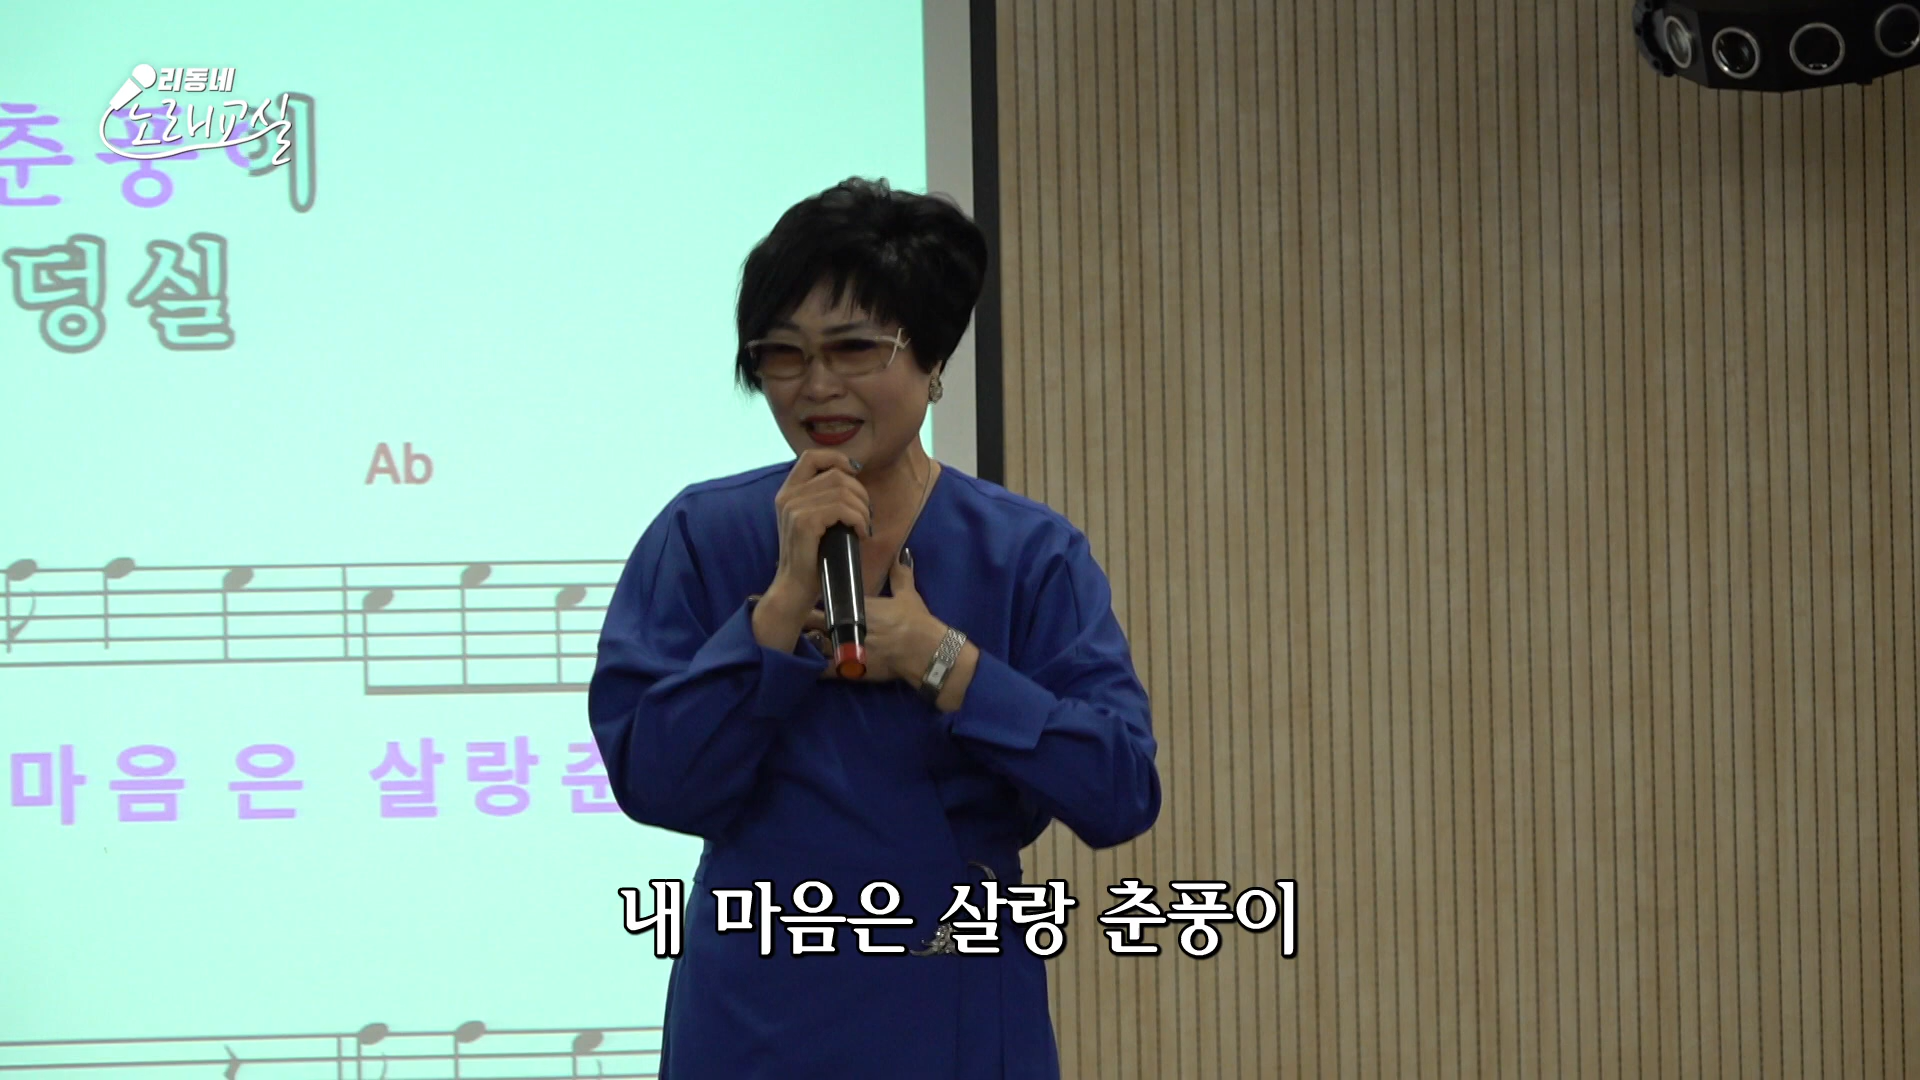 리동네
노래교실
춘풍이
덩실
Ab
마음은 살랑춘
내 마음은 살랑 춘풍이